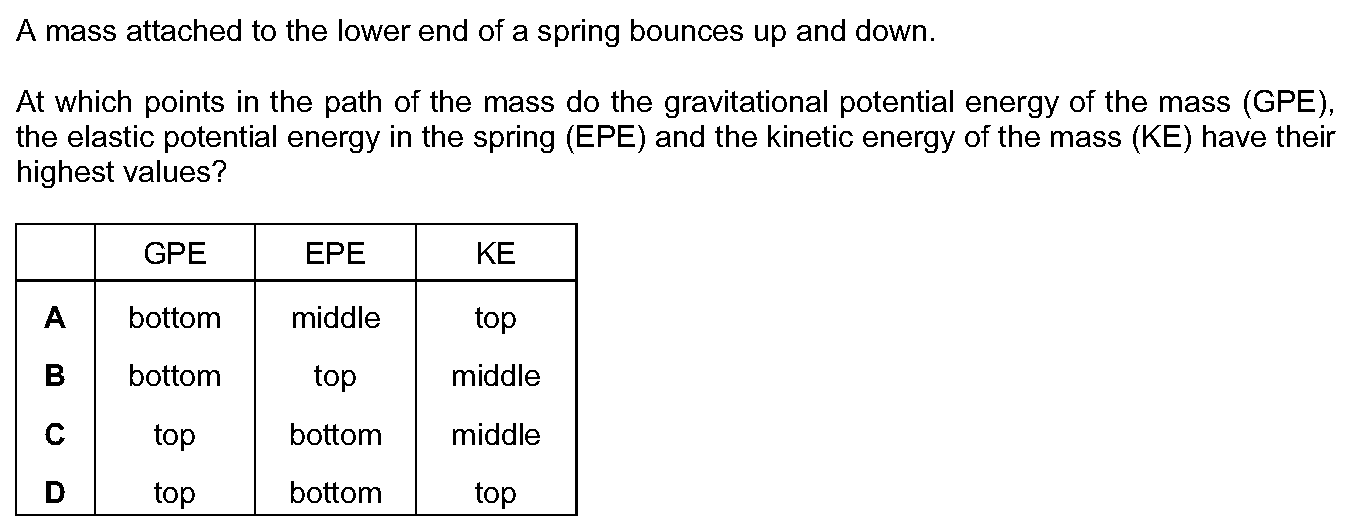 A mass attached to the lower end of a spring bounces up and down.
At which points in the path of the mass do the gravitational potential energy of the mass (GPE),
the elastic potential energy in the spring (EPE) and the kinetic energy of the mass (KE) have their
highest values?
GPE EPE KE
A bottom middle top
B bottom top middle
C top bottom middle
D top bottom top